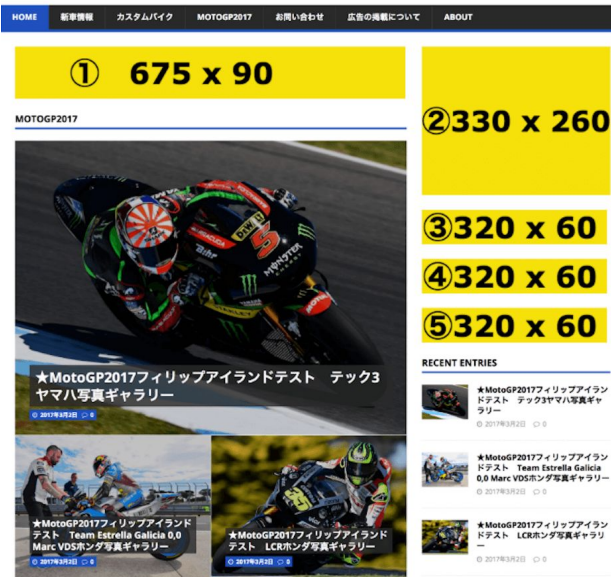 HOME 新車情報 カスタムバイク MOTOGP2017 お問い合わせ 広告の掲載について ABOUT
① 675 x 90
②330 x 260
③320 x 60
④320 x 60
⑤320 x 60
MOTOGP2017
5
MONSTER
★MotoGP2017フィリップアイランドテスト テック3
ヤマハ写真ギャラリー
2017年3月2日 0
★MotoGP2017フィリップアイランド
テスト Team Estrella Galicia 0,0
Marc VDSホンダ写真ギャラリー
2017年3月2日 0
35
★MotoGP2017フィリップアイランド
テスト LCRホンダ写真ギャラリー
2017年3月2日 0
RECENT ENTRIES
★MotoGP2017フィリップアイラン
ドテスト テック3ヤマハ写真ギャ
ラリー
2017年3月2日 0
★MotoGP2017フィリップアイラン
ドテスト Team Estrella Galicia
0,0 Marc VDSホンダ写真ギャラリー
2017年3月2日 0
★MotoGP2017フィリップアイラン
ドテスト LCRホンダ写真ギャラリ
ー
2017年3月2日 0